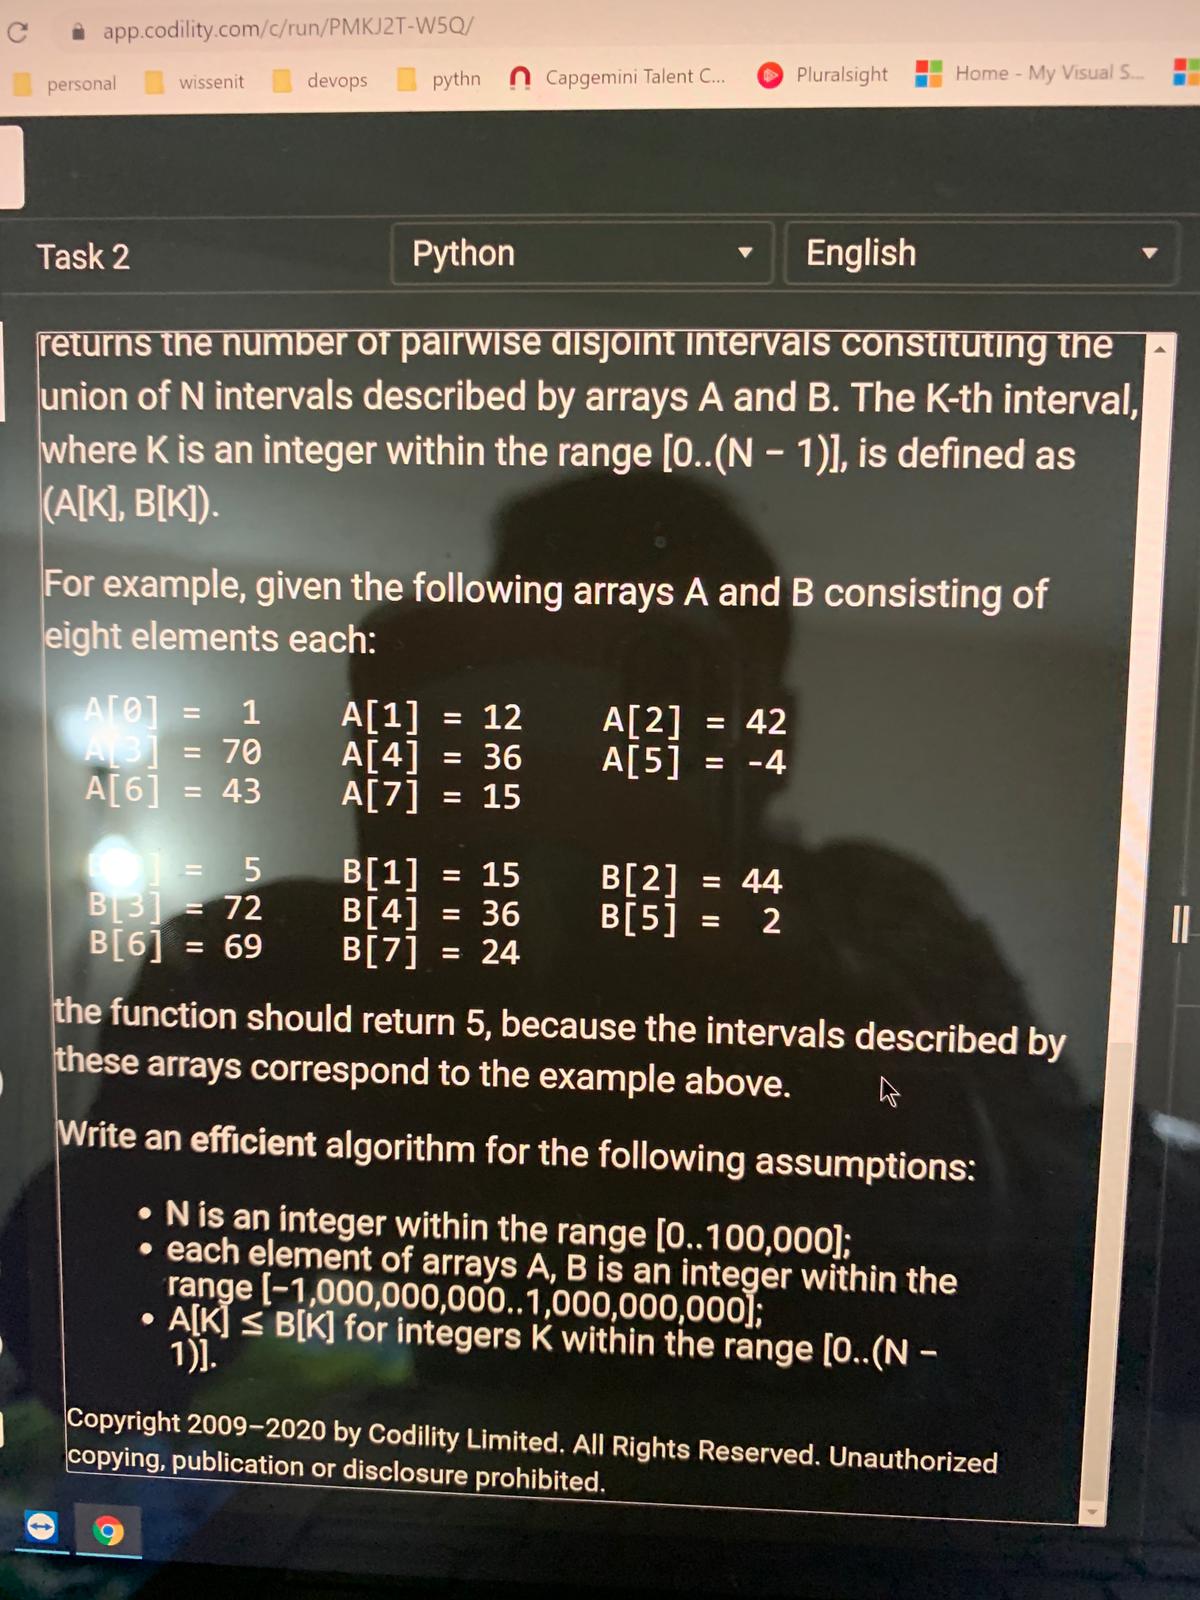 app.codility.com/c/run/PMKJ2T-W5Q/
personal wissenit devops pythn Capgemini Talent C... Pluralsight Home - My Visual S...
Task 2 Python English
returns the number of pairwise disjoint intervals constituting the
union of N intervals described by arrays A and B. The K-th interval,
where K is an integer within the range [0..(N − 1)], is defined as
(A[K], B[K]).
For example, given the following arrays A and B consisting of
eight elements each:
A[0] = 1 A[1] = 12 A[2] = 42
A[3] = 70 A[4] = 36 A[5] = -4
A[6] = 43 A[7] = 15
] = 5 B[1] = 15 B[2] = 44
B[3] = 72 B[4] = 36 B[5] = 2
B[6] = 69 B[7] = 24
the function should return 5, because the intervals described by
these arrays correspond to the example above.
Write an efficient algorithm for the following assumptions:
• N is an integer within the range [0..100,000];
• each element of arrays A, B is an integer within the
range [−1,000,000,000..1,000,000,000];
• A[K] ≤ B[K] for integers K within the range [0..(N −
1)].
Copyright 2009–2020 by Codility Limited. All Rights Reserved. Unauthorized
copying, publication or disclosure prohibited.